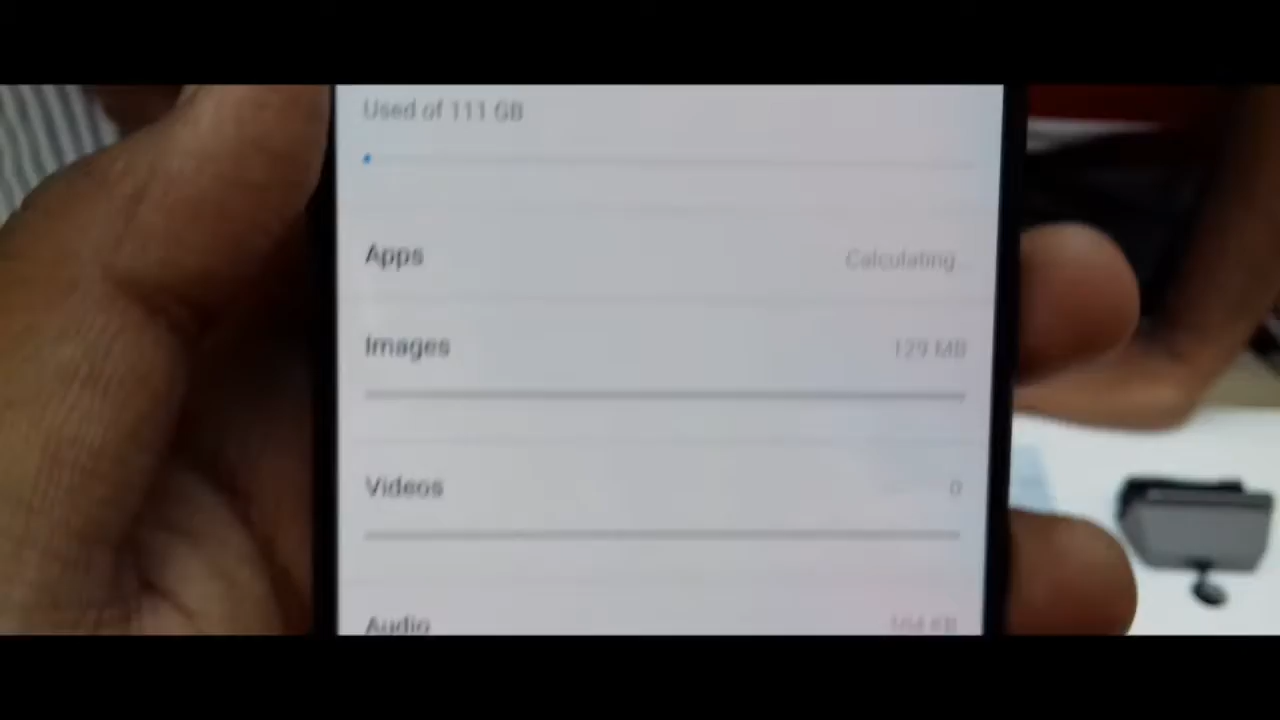 Used of 111 GB
Apps
Calculating...
Images
129 MB
Videos
0
Audio